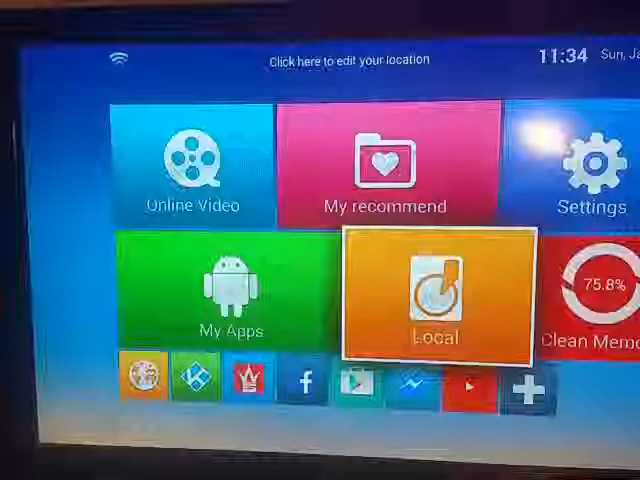 Click here to edit your location
11:34 Sun, Ja
Online Video
My recommend
Settings
My Apps
Local
75.8%
Clean Memo